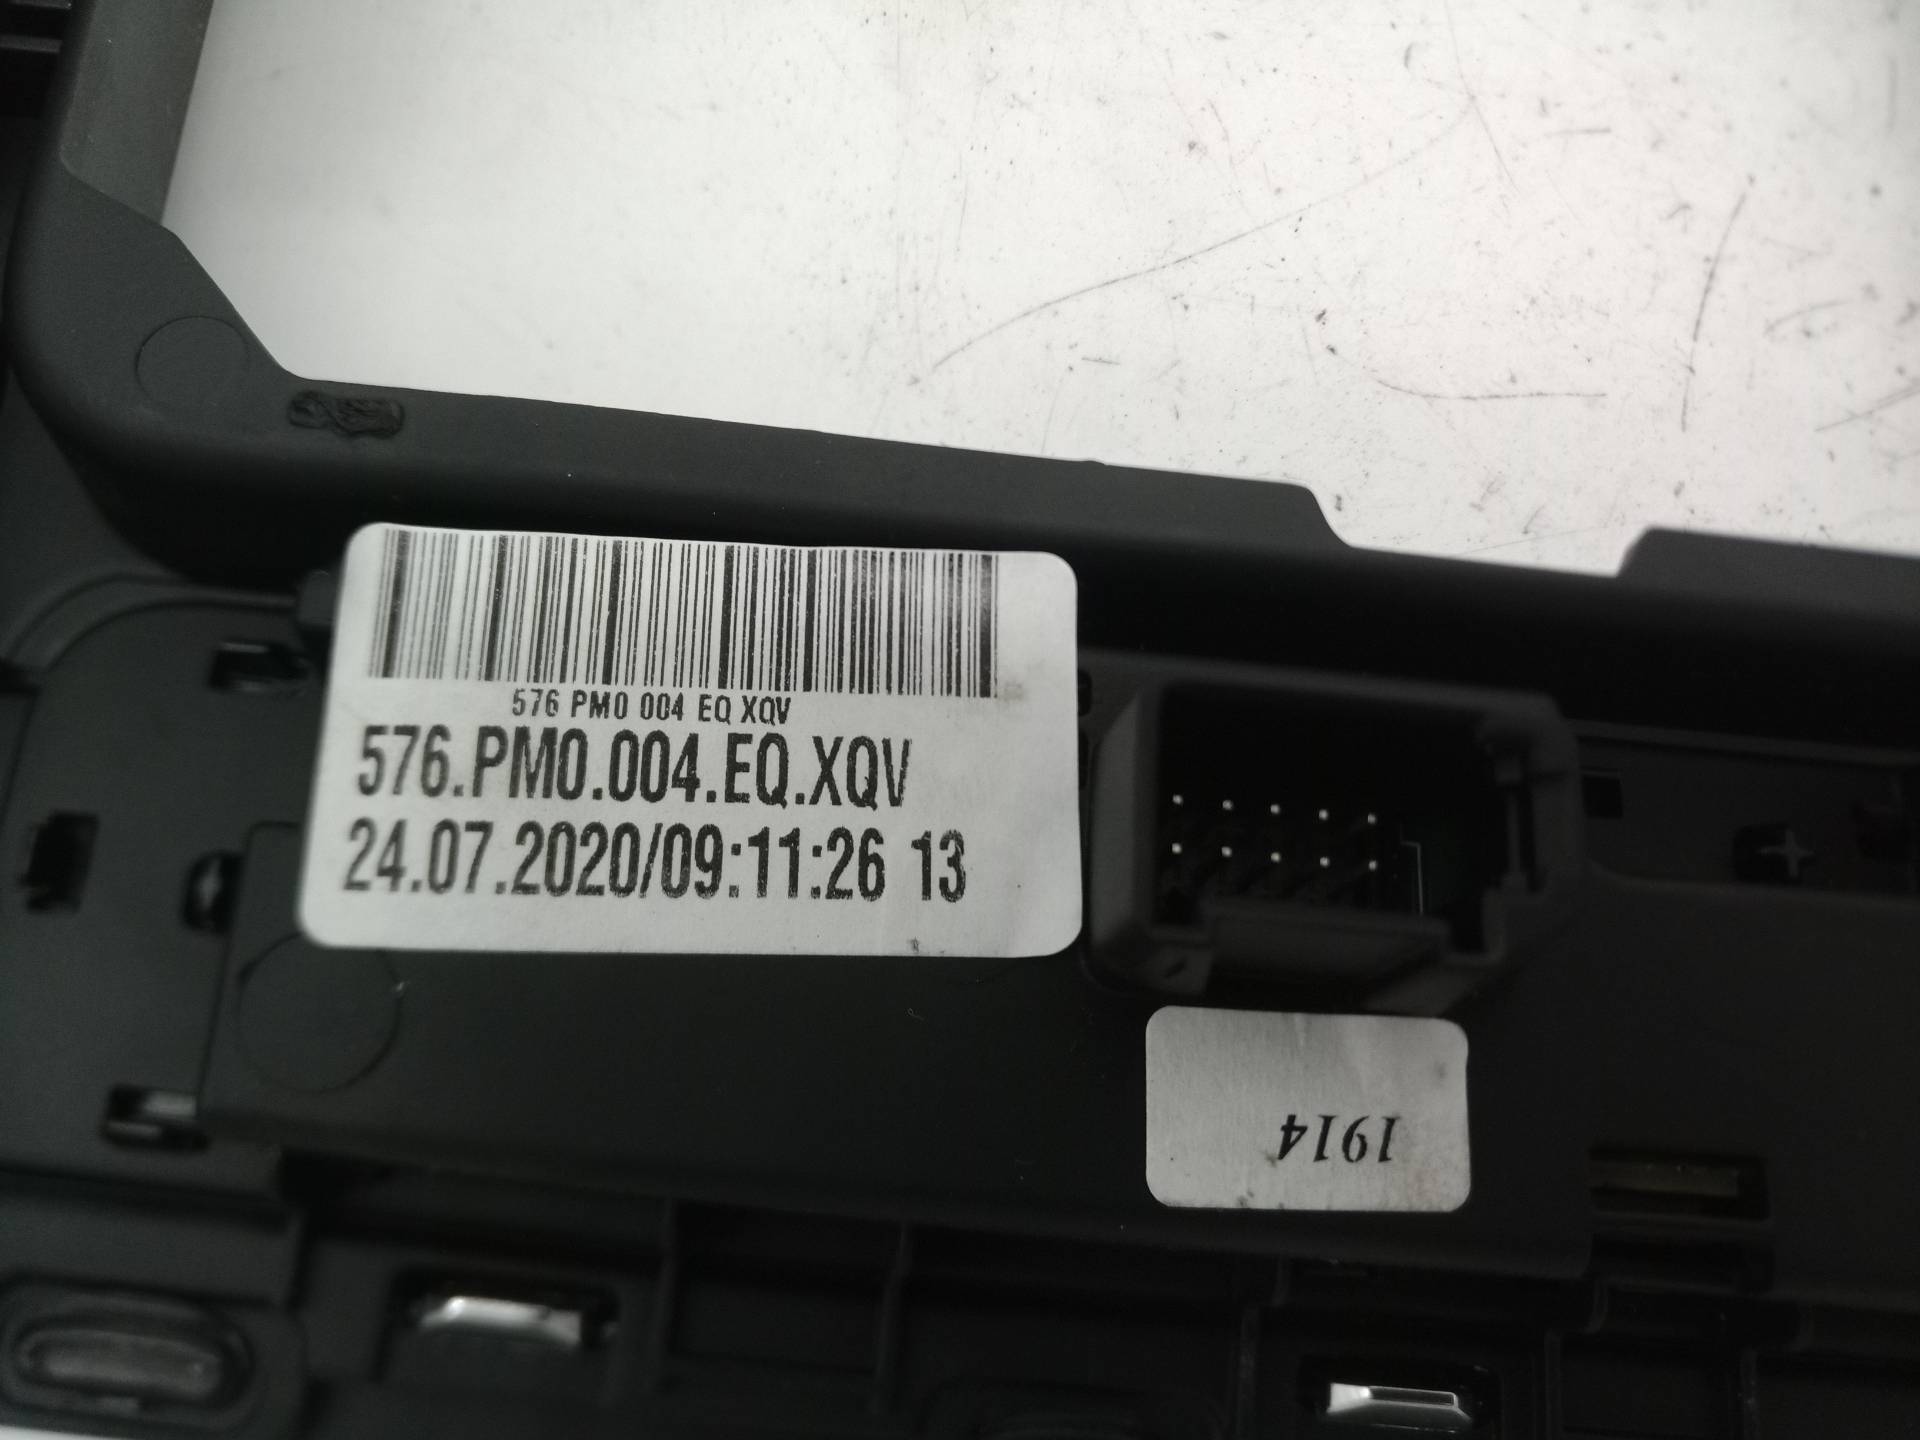 576 PM0 004 EQ XQV
576.PM0.004.EQ.XQV
24.07.2020/09:11:26 13
1914